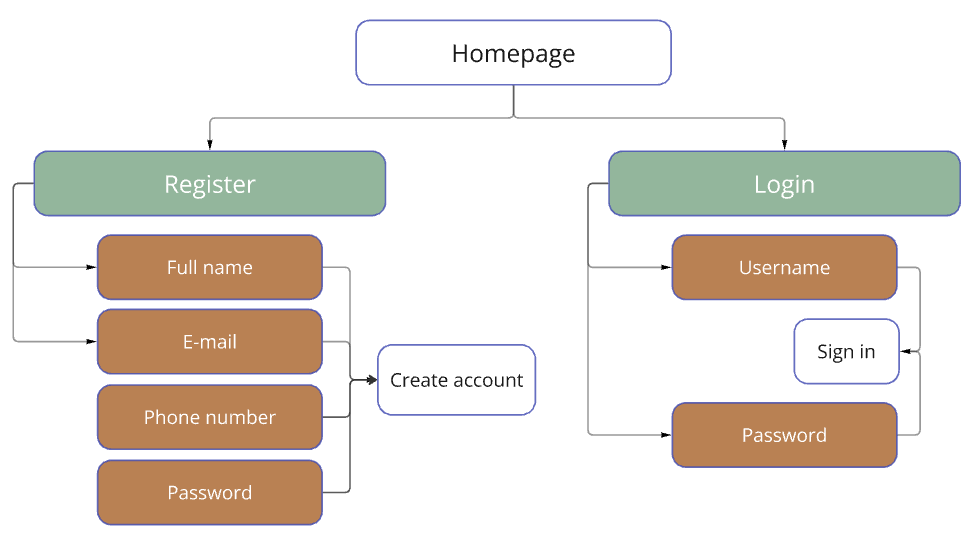 Homepage
Register
Login
Full name
Username
E-mail
Sign in
Create account
Phone number
Password
Password